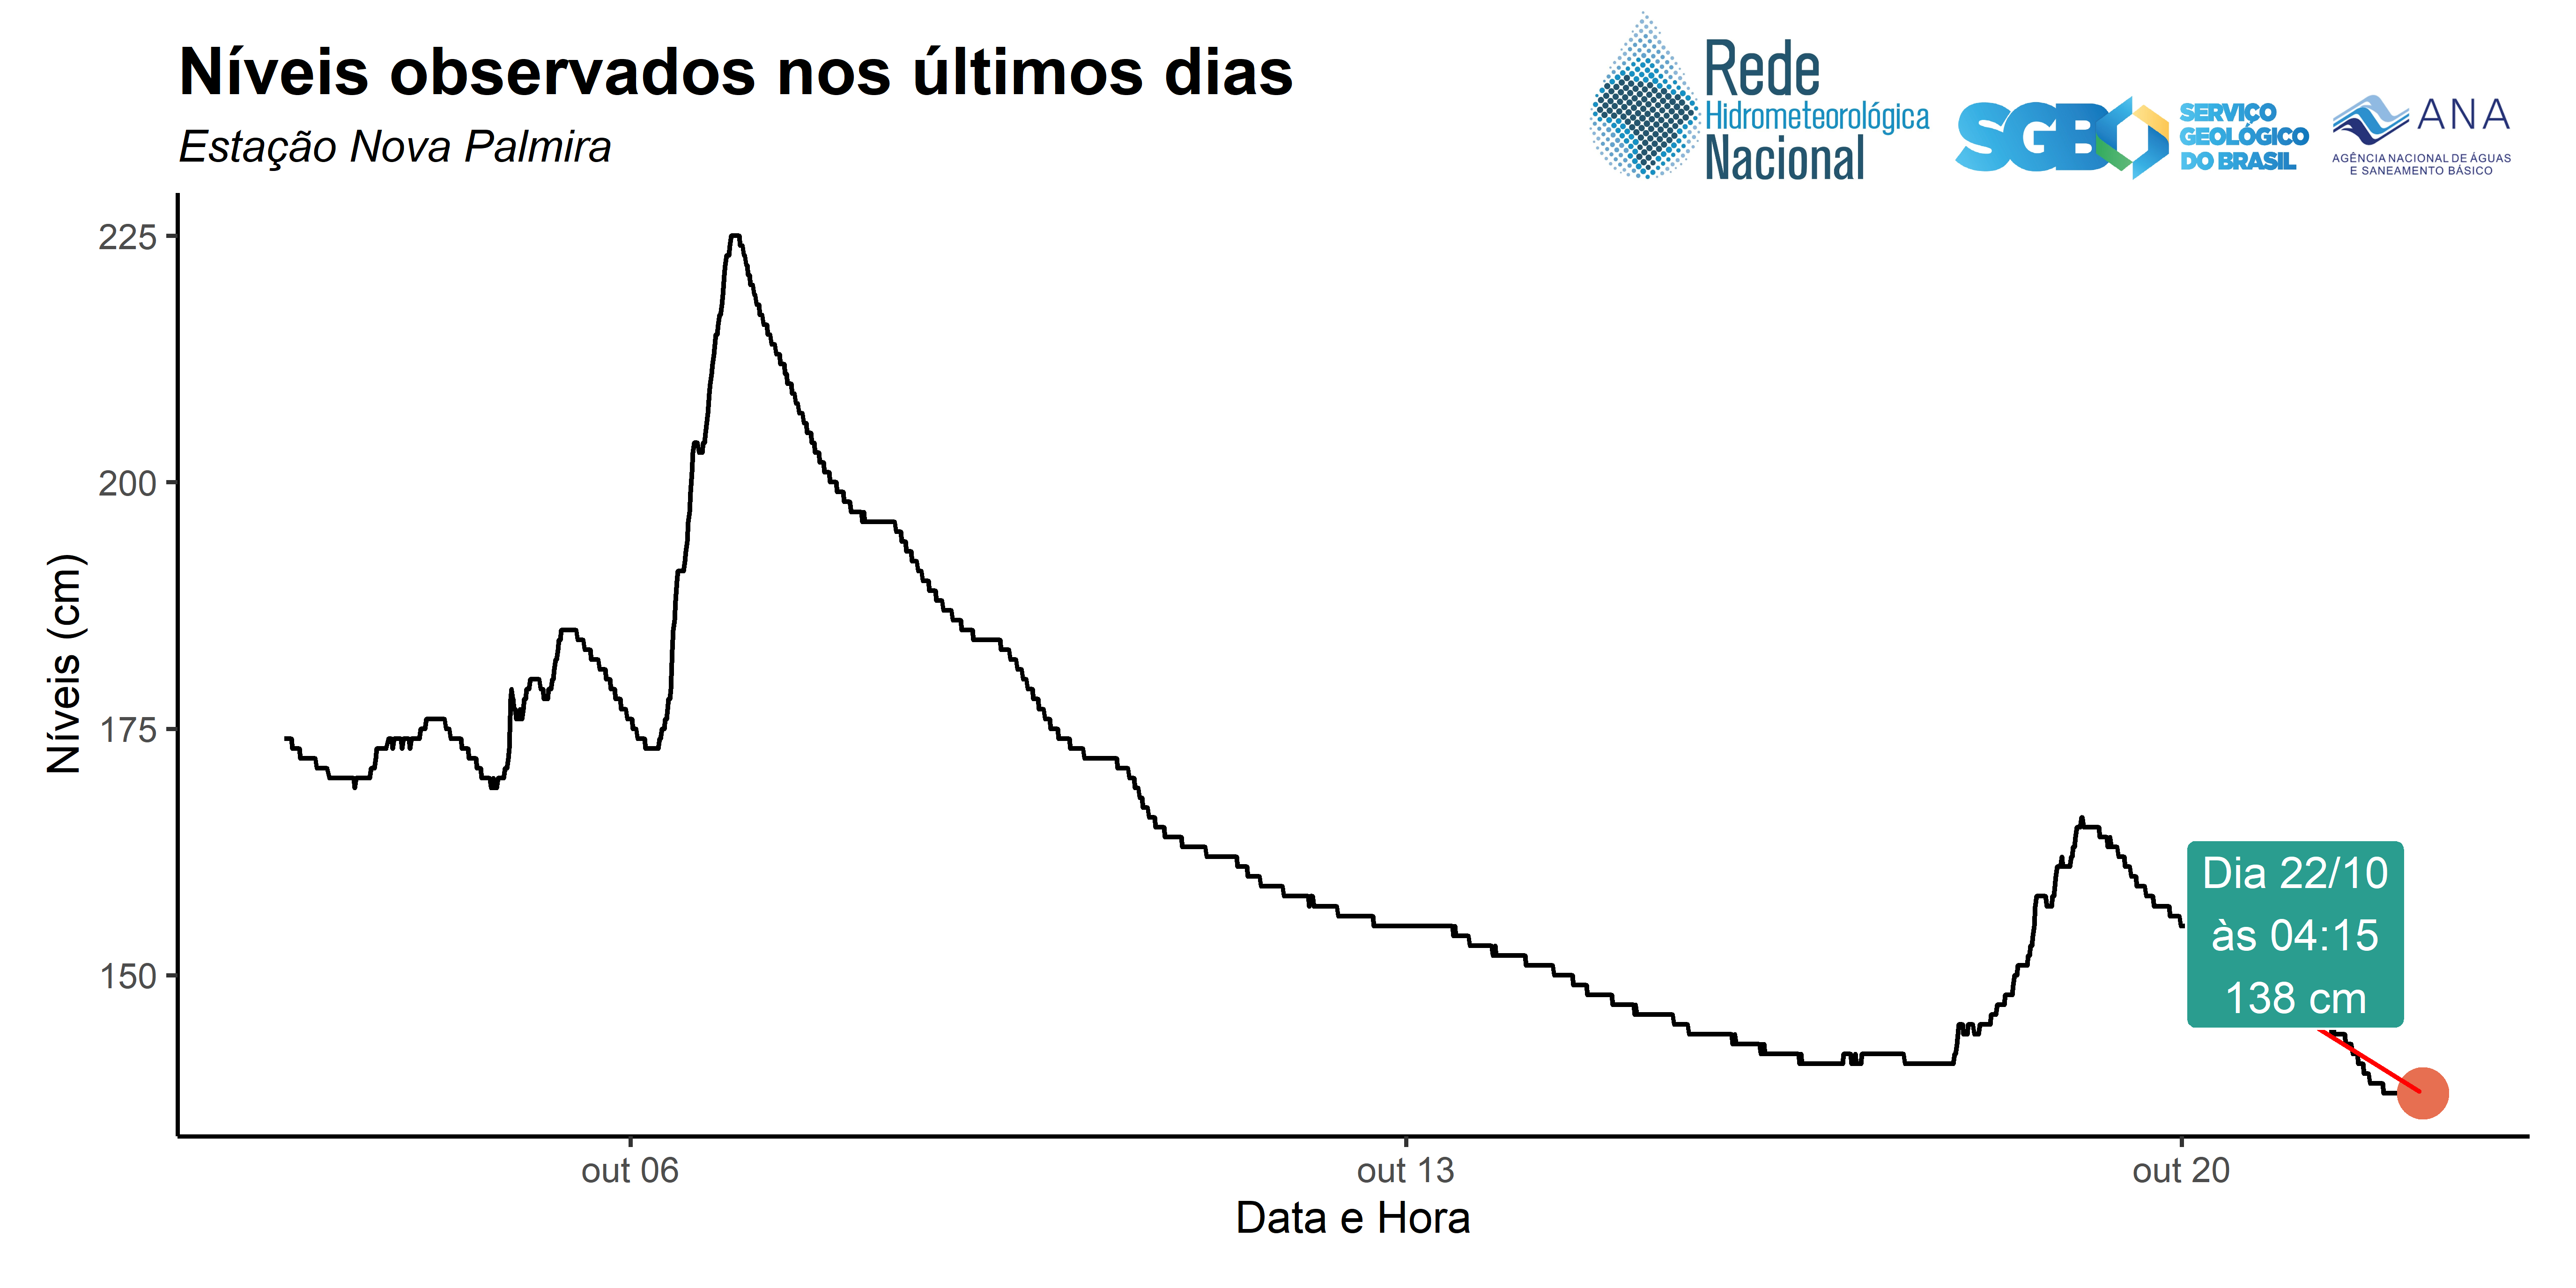 Níveis observados nos últimos dias
Estação Nova Palmira
Rede
Hidrometeorológica
Nacional
SGB
SERVIÇO
GEOLÓGICO
DO BRASIL
ANA
AGÊNCIA NACIONAL DE ÁGUAS
E SANEAMENTO BÁSICO
Níveis (cm)
225
200
175
150
Dia 22/10
às 04:15
138 cm
out 06
out 13
out 20
Data e Hora